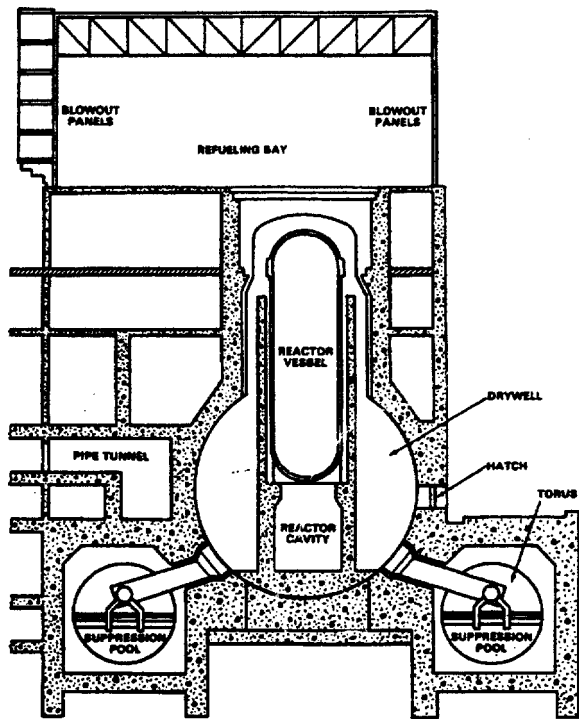 BLOWOUT
PANELS
BLOWOUT
PANELS
REFUELING BAY
REACTOR
VESSEL
DRYWELL
PIPE TUNNEL
HATCH
TORUS
REACTOR
CAVITY
SUPPRESSION
POOL
SUPPRESSION
POOL